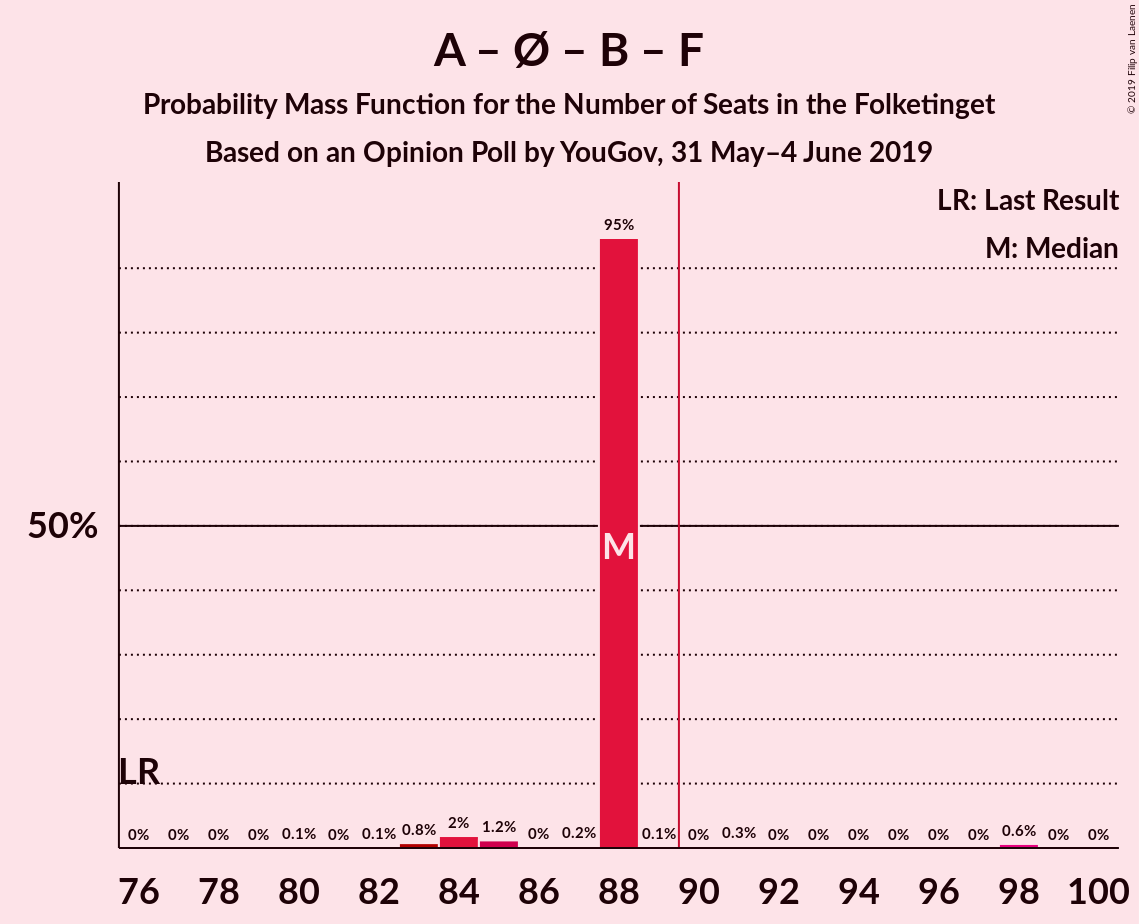 A – Ø – B – F
Probability Mass Function for the Number of Seats in the Folketinget
Based on an Opinion Poll by YouGov, 31 May–4 June 2019
© 2019 Filip van Laenen
LR: Last Result
M: Median
95%
50%
M
LR
0% 0% 0% 0% 0.1% 0% 0.1% 0.8% 2% 1.2% 0% 0.2% 0.1% 0% 0.3% 0% 0% 0% 0% 0% 0% 0.6% 0% 0%
76 78 80 82 84 86 88 90 92 94 96 98 100